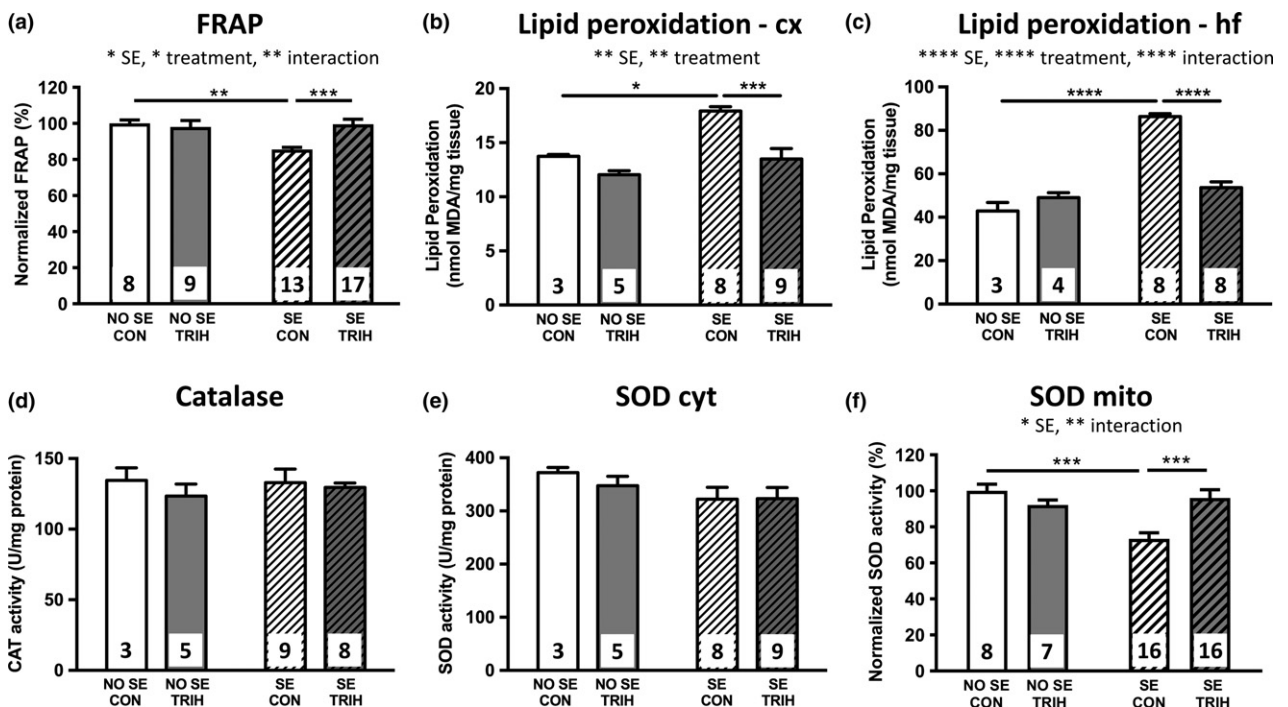 (a)
FRAP
* SE, * treatment, ** interaction
**
***
Normalized FRAP (%)
120
100
80
60
40
20
0
8
9
13
17
NO SE CON
NO SE TRIH
SE CON
SE TRIH
(b)
Lipid peroxidation - cx
** SE, ** treatment
*
***
Lipid Peroxidation
(nmol MDA/mg tissue)
20
15
10
5
0
3
5
8
9
NO SE CON
NO SE TRIH
SE CON
SE TRIH
(c)
Lipid peroxidation - hf
**** SE, **** treatment, **** interaction
****
****
Lipid Peroxidation
(nmol MDA/mg tissue)
100
80
60
40
20
0
3
4
8
8
NO SE CON
NO SE TRIH
SE CON
SE TRIH
(d)
Catalase
CAT activity (U/mg protein)
150
100
50
0
3
5
9
8
NO SE CON
NO SE TRIH
SE CON
SE TRIH
(e)
SOD cyt
SOD activity (U/mg protein)
400
300
200
100
0
3
5
8
9
NO SE CON
NO SE TRIH
SE CON
SE TRIH
(f)
SOD mito
* SE, ** interaction
***
***
Normalized SOD activity (%)
120
100
80
60
40
20
0
8
7
16
16
NO SE CON
NO SE TRIH
SE CON
SE TRIH